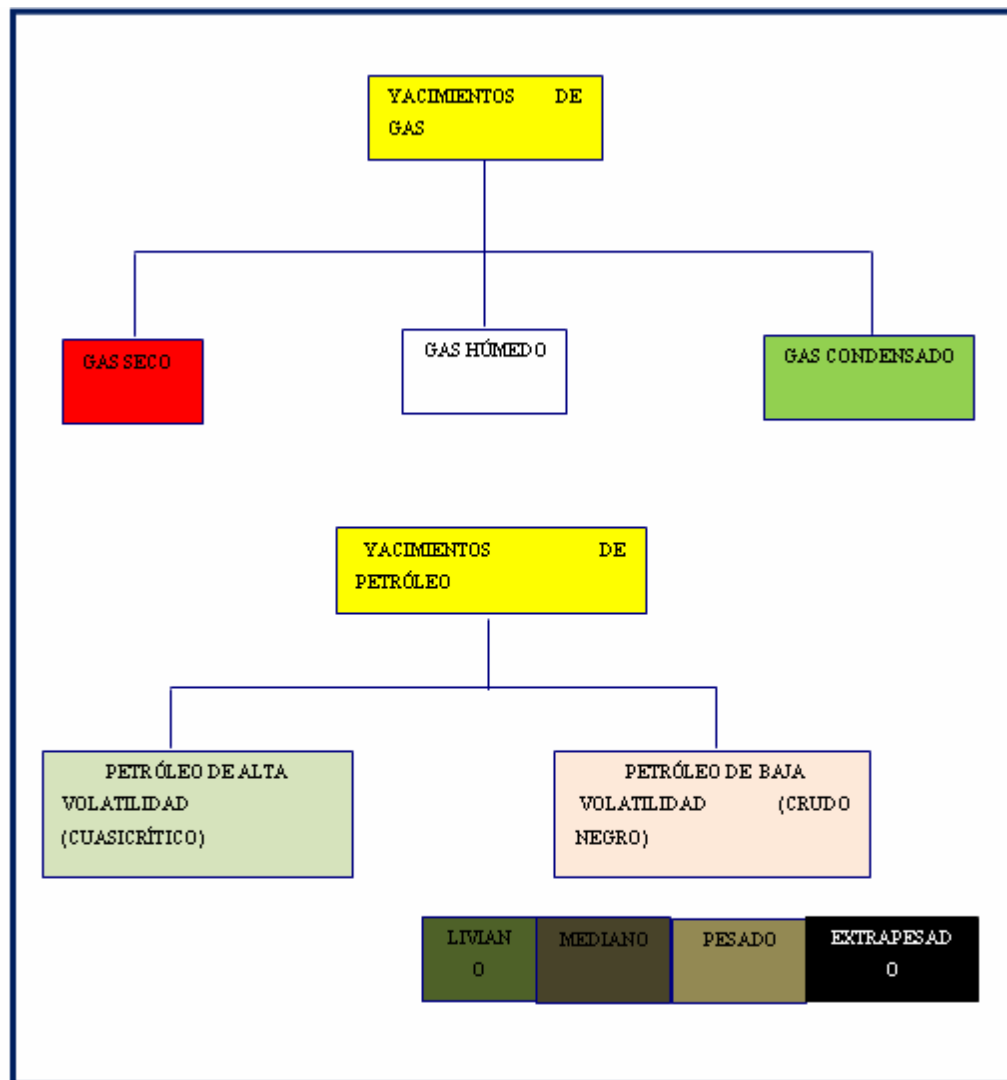 YACIMIENTOS DE
GAS
GAS SECO
GAS HÚMEDO
GAS CONDENSADO
YACIMIENTOS DE
PETRÓLEO
PETRÓLEO DE ALTA
VOLATILIDAD
(CUASICRÍTICO)
PETRÓLEO DE BAJA
VOLATILIDAD (CRUDO
NEGRO)
LIVIAN
O
MEDIANO
PESADO
EXTRAPESAD
O